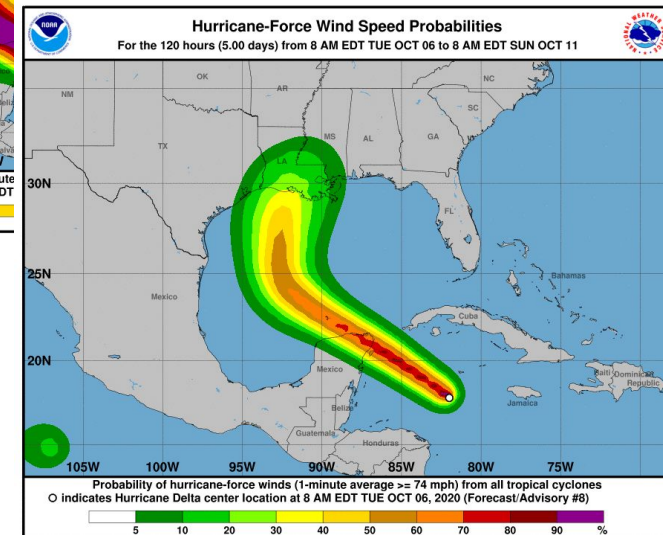 Hurricane-Force Wind Speed Probabilities
For the 120 hours (5.00 days) from 8 AM EDT TUE OCT 06 to 8 AM EDT SUN OCT 11
NOAA
NM
OK
AR
NC
SC
TX
MS
AL
GA
LA
30N
FL
25N
Mexico
Bahamas
Cuba
20N
Mexico
Haiti
Dominican
Republic
Jamaica
Belize
Guatemala
Honduras
105W 100W 95W 90W 85W 80W 75W
Probability of hurricane-force winds (1-minute average >= 74 mph) from all tropical cyclones
O indicates Hurricane Delta center location at 8 AM EDT TUE OCT 06, 2020 (Forecast/Advisory #8)
5 10 20 30 40 50 60 70 80 90 %